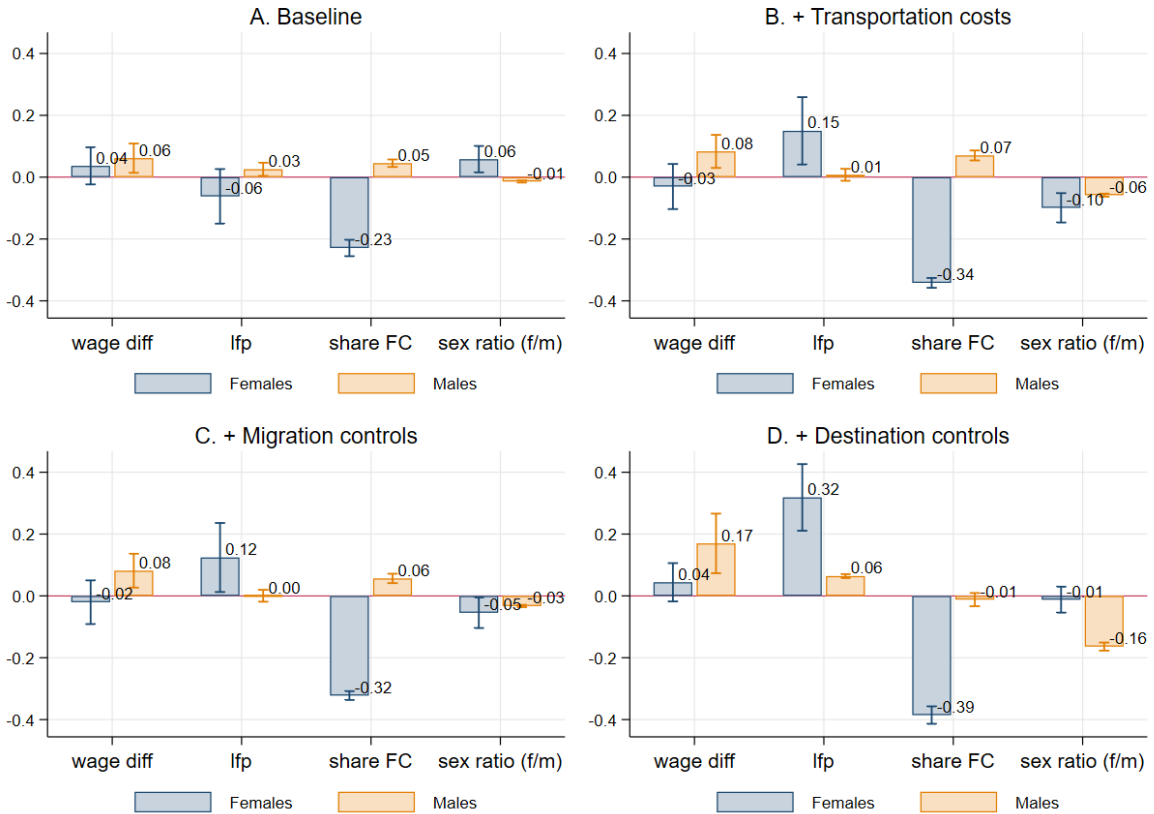 A. Baseline
0.4
0.2
0.0
-0.2
-0.4
0.04
0.06
-0.06
0.03
-0.23
0.05
0.06
-0.01
wage diff
lfp
share FC
sex ratio (f/m)
Females
Males
B. + Transportation costs
0.4
0.2
0.0
-0.2
-0.4
-0.03
0.08
0.15
0.01
-0.34
0.07
-0.10
-0.06
wage diff
lfp
share FC
sex ratio (f/m)
Females
Males
C. + Migration controls
0.4
0.2
0.0
-0.2
-0.4
-0.02
0.08
0.12
0.00
-0.32
0.06
-0.05
-0.03
wage diff
lfp
share FC
sex ratio (f/m)
Females
Males
D. + Destination controls
0.4
0.2
0.0
-0.2
-0.4
0.04
0.17
0.32
0.06
-0.39
-0.01
-0.01
-0.16
wage diff
lfp
share FC
sex ratio (f/m)
Females
Males